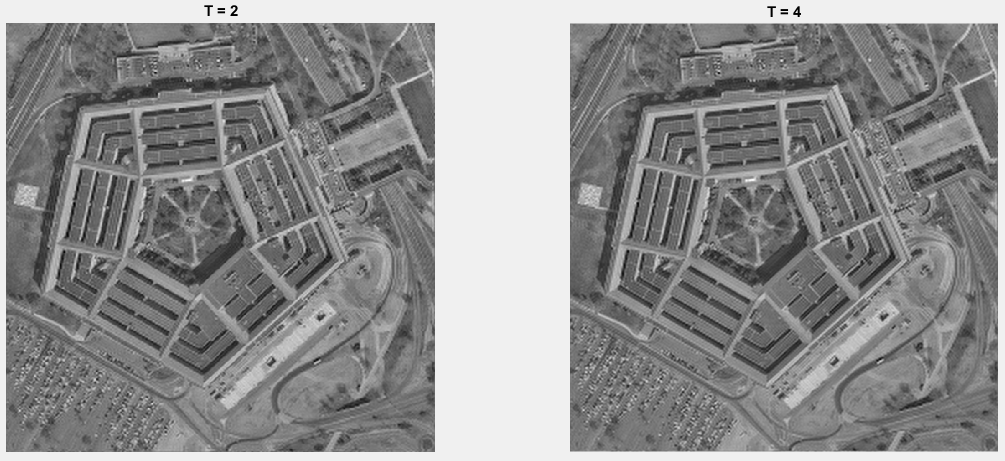 T = 2
T = 4